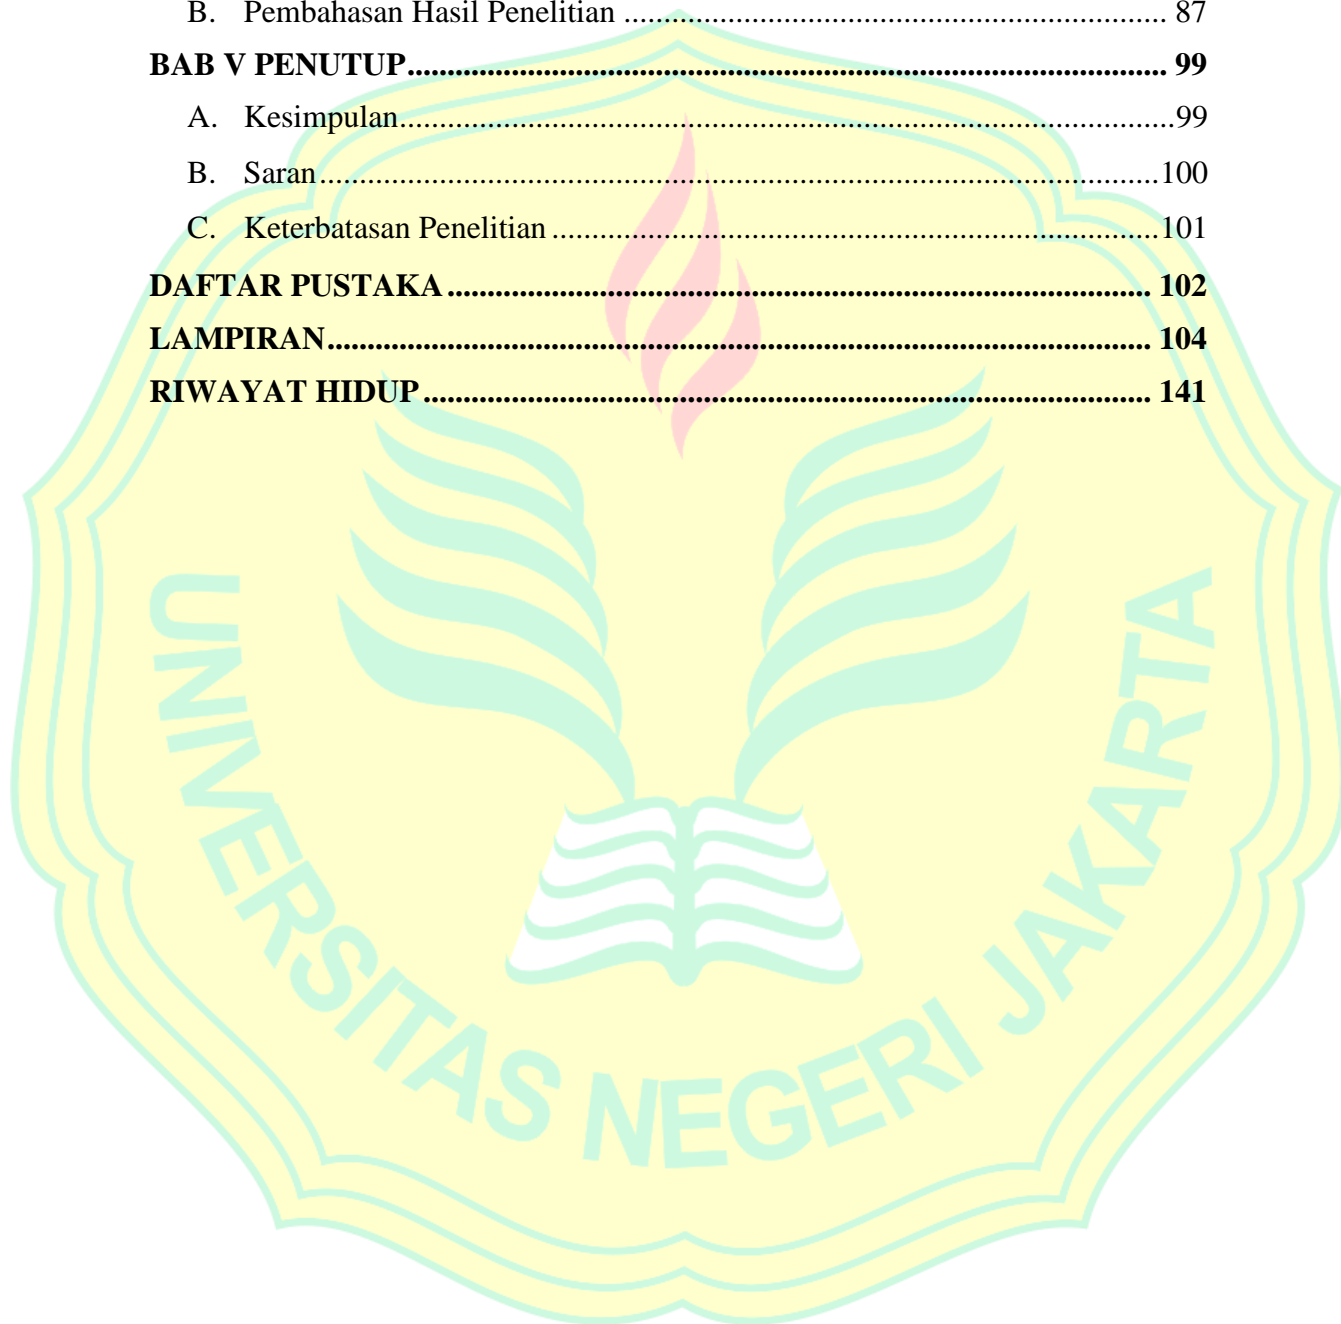 B. Pembahasan Hasil Penelitian ..................................................................... 87
BAB V PENUTUP................................................................................................ 99
A. Kesimpulan..................................................................................................99
B. Saran..........................................................................................................100
C. Keterbatasan Penelitian .............................................................................101
DAFTAR PUSTAKA ......................................................................................... 102
LAMPIRAN........................................................................................................ 104
RIWAYAT HIDUP ............................................................................................ 141
UNIVERSITAS NEGERI JAKARTA